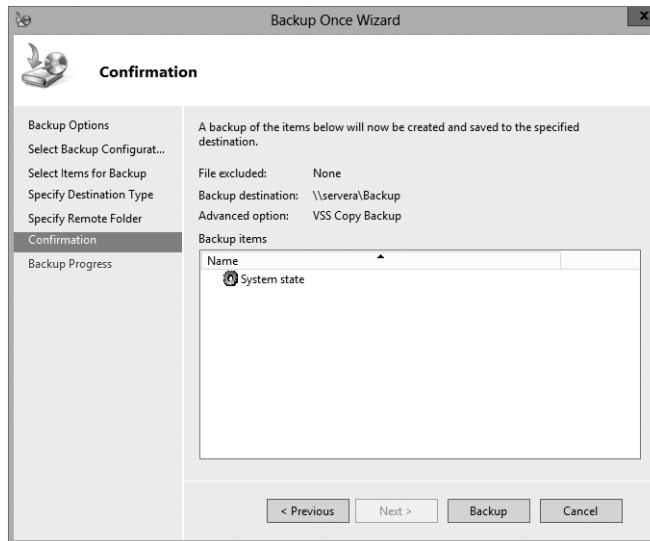 Backup Once Wizard
x
Confirmation
Backup Options
Select Backup Configurat...
Select Items for Backup
Specify Destination Type
Specify Remote Folder
Confirmation
Backup Progress
A backup of the items below will now be created and saved to the specified
destination.
File excluded: None
Backup destination: \\servera\Backup
Advanced option: VSS Copy Backup
Backup items
Name
System state
< Previous
Next >
Backup
Cancel